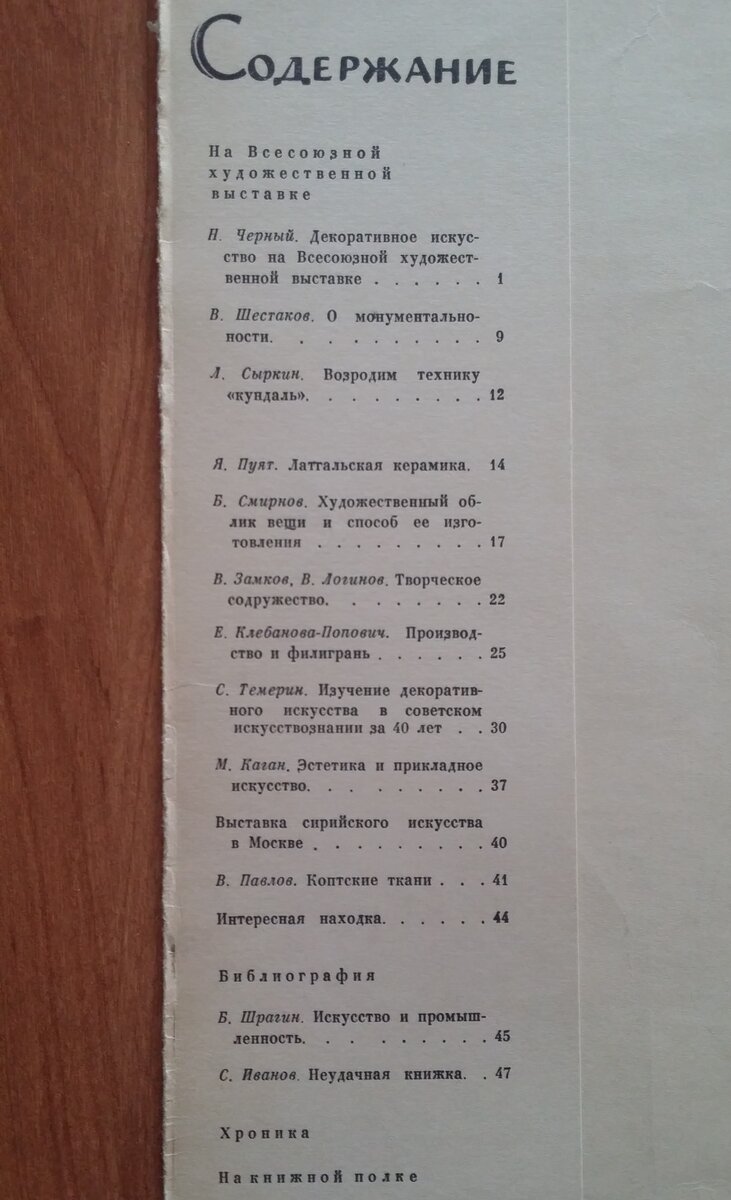 Содержание
На Всесоюзной
художественной
выставке
Н. Черный. Декоративное искус-
ство на Всесоюзной художест-
венной выставке . . . . . . 1
В. Шестаков. О монументально-
ности. . . . . . . . . . 9
Л. Сыркин. Возродим технику
«кундаль». . . . . . . . . 12
Я. Пуят. Латгальская керамика. 14
Б. Смирнов. Художественный об-
лик вещи и способ ее изго-
товления . . . . . . . . . 17
В. Замков, В. Логинов. Творческое
содружество. . . . . . . . 22
Е. Клебанова-Попович. Производ-
ство и филигрань . . . . . . 25
С. Темерин. Изучение декоратив-
ного искусства в советском
искусствознании за 40 лет . . 30
М. Каган. Эстетика и прикладное
искусство. . . . . . . . . 37
Выставка сирийского искусства
в Москве . . . . . . . . . 40
В. Павлов. Коптские ткани . . . 41
Интересная находка. . . . . . 44
Библиография
Б. Шрагин. Искусство и промыш-
ленность. . . . . . . . . 45
С. Иванов. Неудачная книжка. . 47
Хроника
На книжной полке